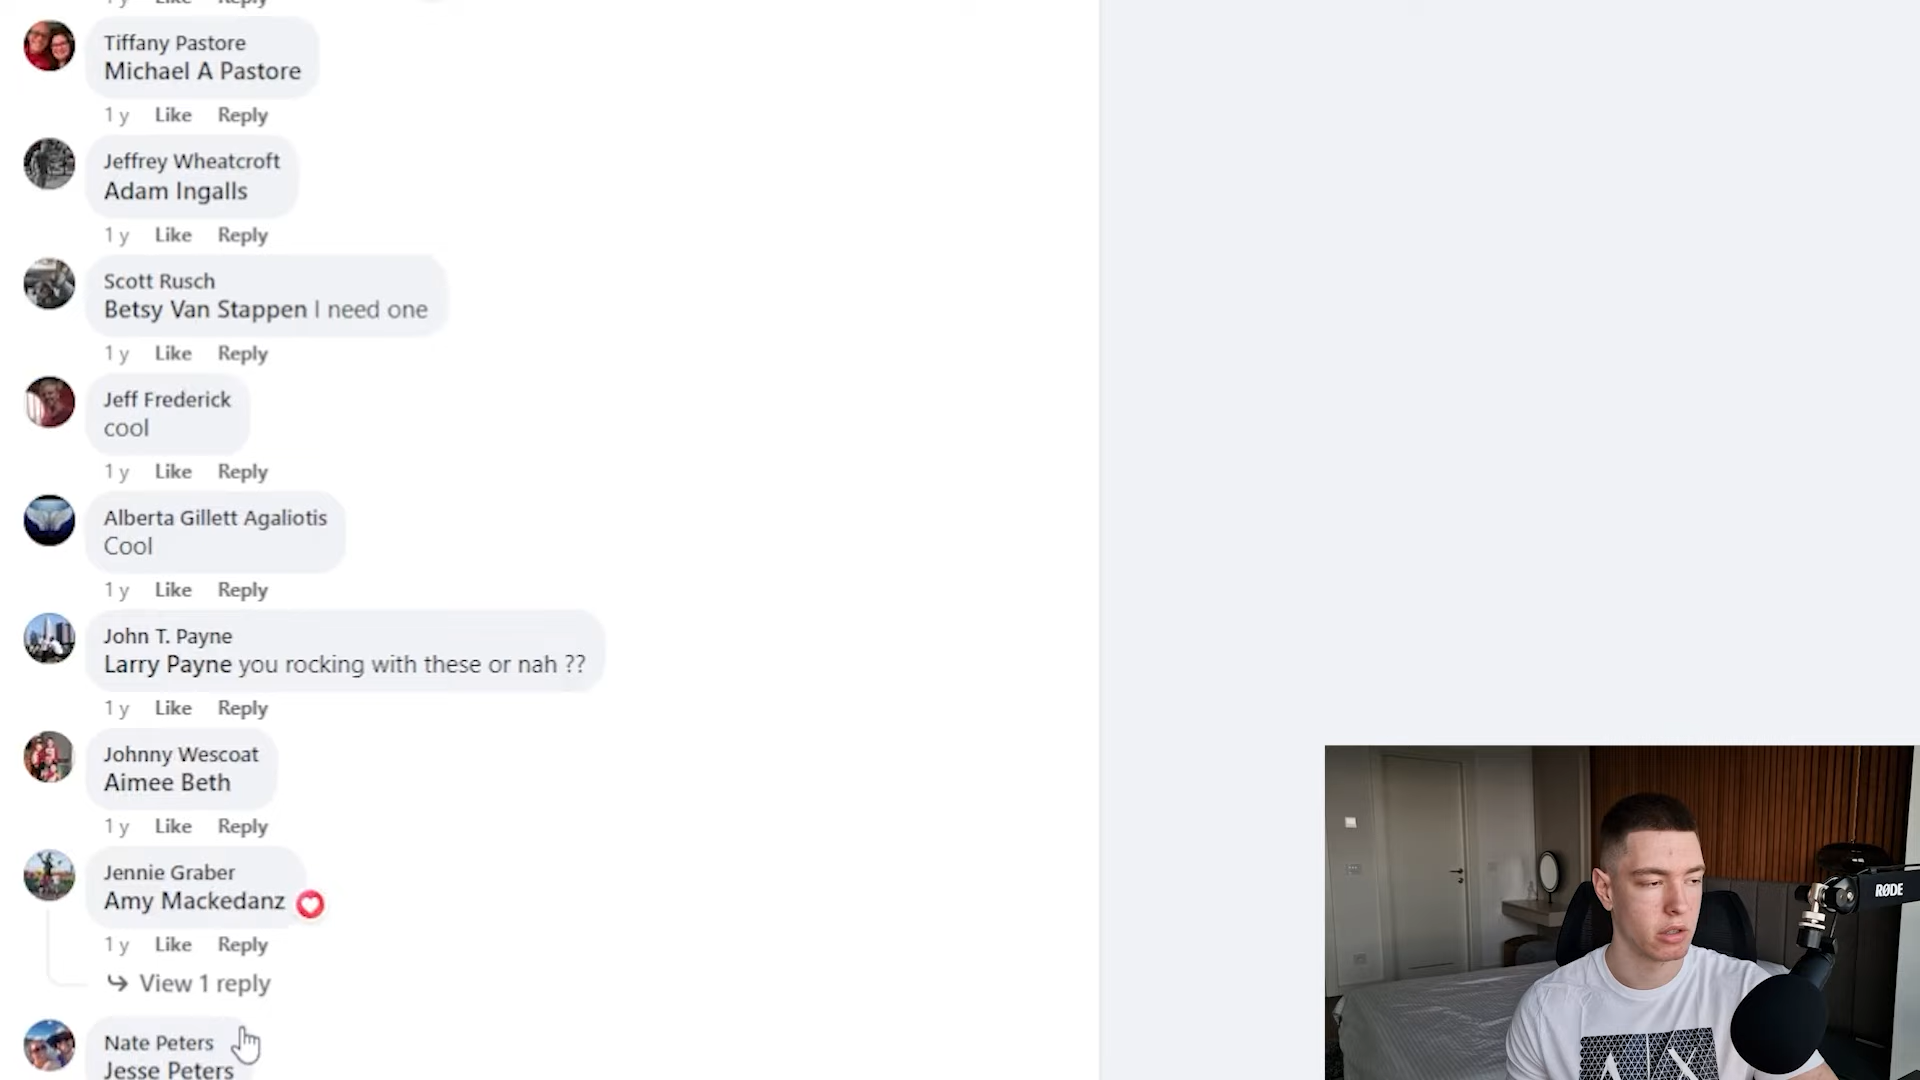 Like Reply
Tiffany Pastore
Michael A Pastore
1 y Like Reply
Jeffrey Wheatcroft
Adam Ingalls
1 y Like Reply
Scott Rusch
Betsy Van Stappen I need one
1 y Like Reply
Jeff Frederick
cool
1 y Like Reply
Alberta Gillett Agaliotis
Cool
1 y Like Reply
John T. Payne
Larry Payne you rocking with these or nah ??
1 y Like Reply
Johnny Wescoat
Aimee Beth
1 y Like Reply
Jennie Graber
Amy Mackedanz
1 y Like Reply
View 1 reply
Nate Peters
Jesse Peters
RØDE